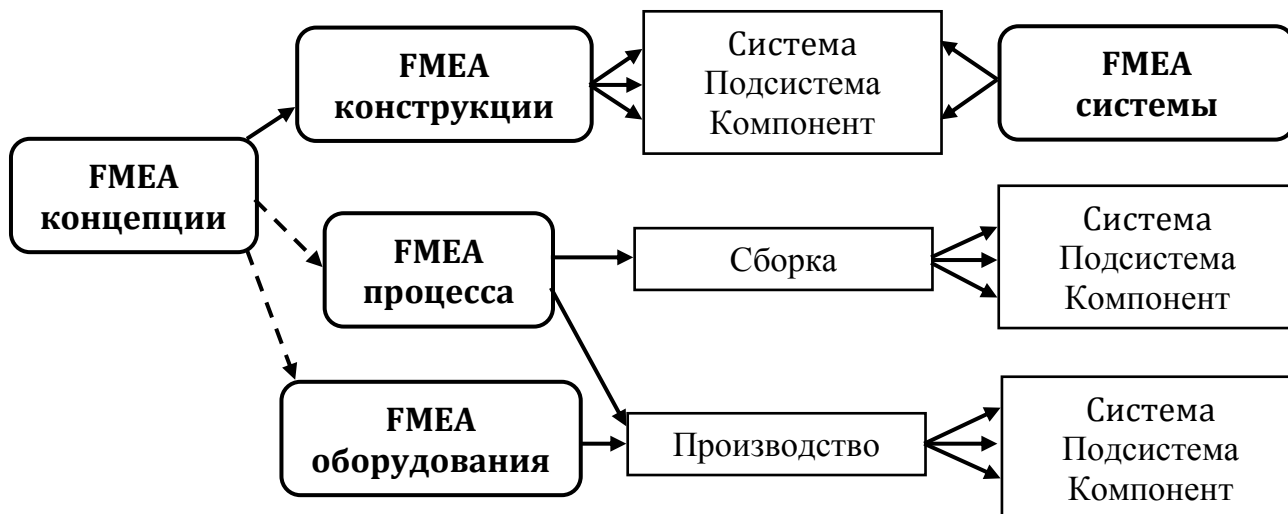 FMEA
концепции
FMEA
конструкции
Система
Подсистема
Компонент
FMEA
системы
FMEA
процесса
Сборка
Система
Подсистема
Компонент
FMEA
оборудования
Производство
Система
Подсистема
Компонент